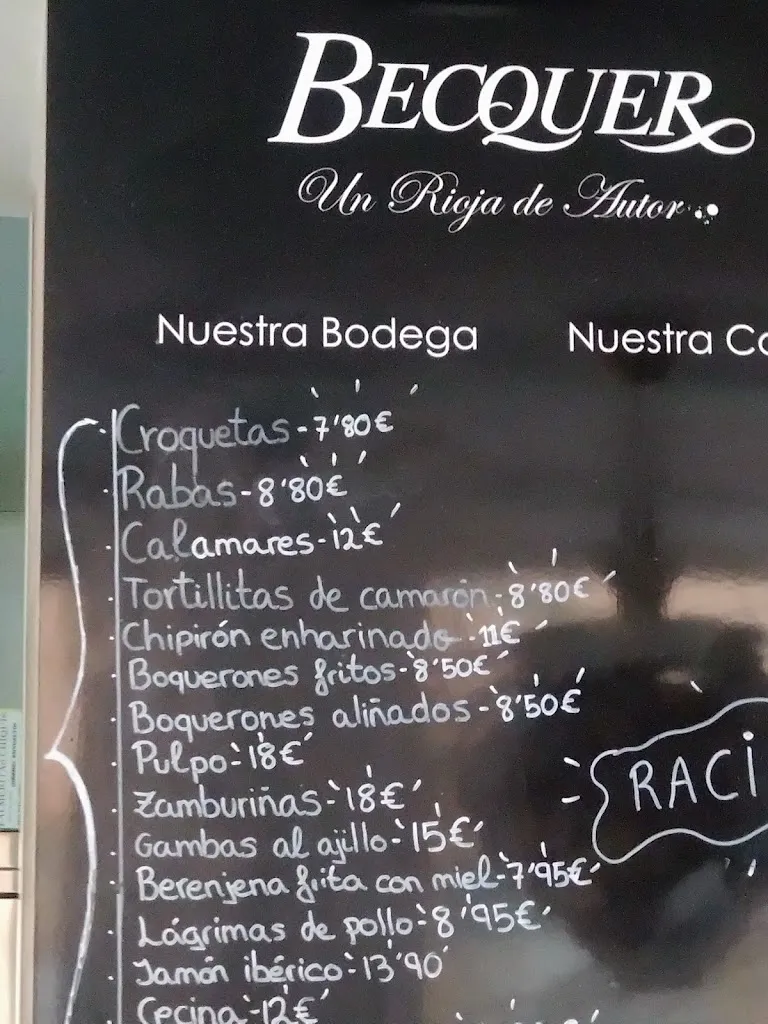 BECQUER
Un Rioja de Autor...
Nuestra Bodega
Nuestra Co
Croquetas-7'80€
Rabas-8'80€
Calamares-12€
Tortillitas de camarón-8'80€
Chipirón enharinado-11€
Boquerones fritos-8'50€
Boquerones aliñados-8'50€
Pulpo-18€
Zamburiñas-18€
RACi
Gambas al ajillo-15€
Berenjena frita con miel-7'95€
Lágrimas de pollo-8'95€
Jamón ibérico-13'90
Cecina-12€